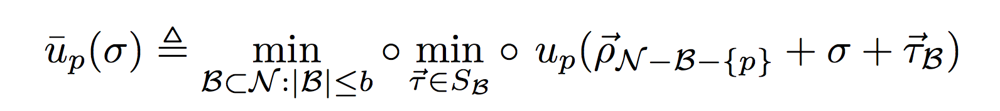 ū_p(σ) ≜ min_{ℬ⊂𝒩:|ℬ|≤b} ∘ min_{τ⃗∈S_ℬ} ∘ u_p(ρ⃗_{𝒩−ℬ−{p}} + σ + τ⃗_ℬ)